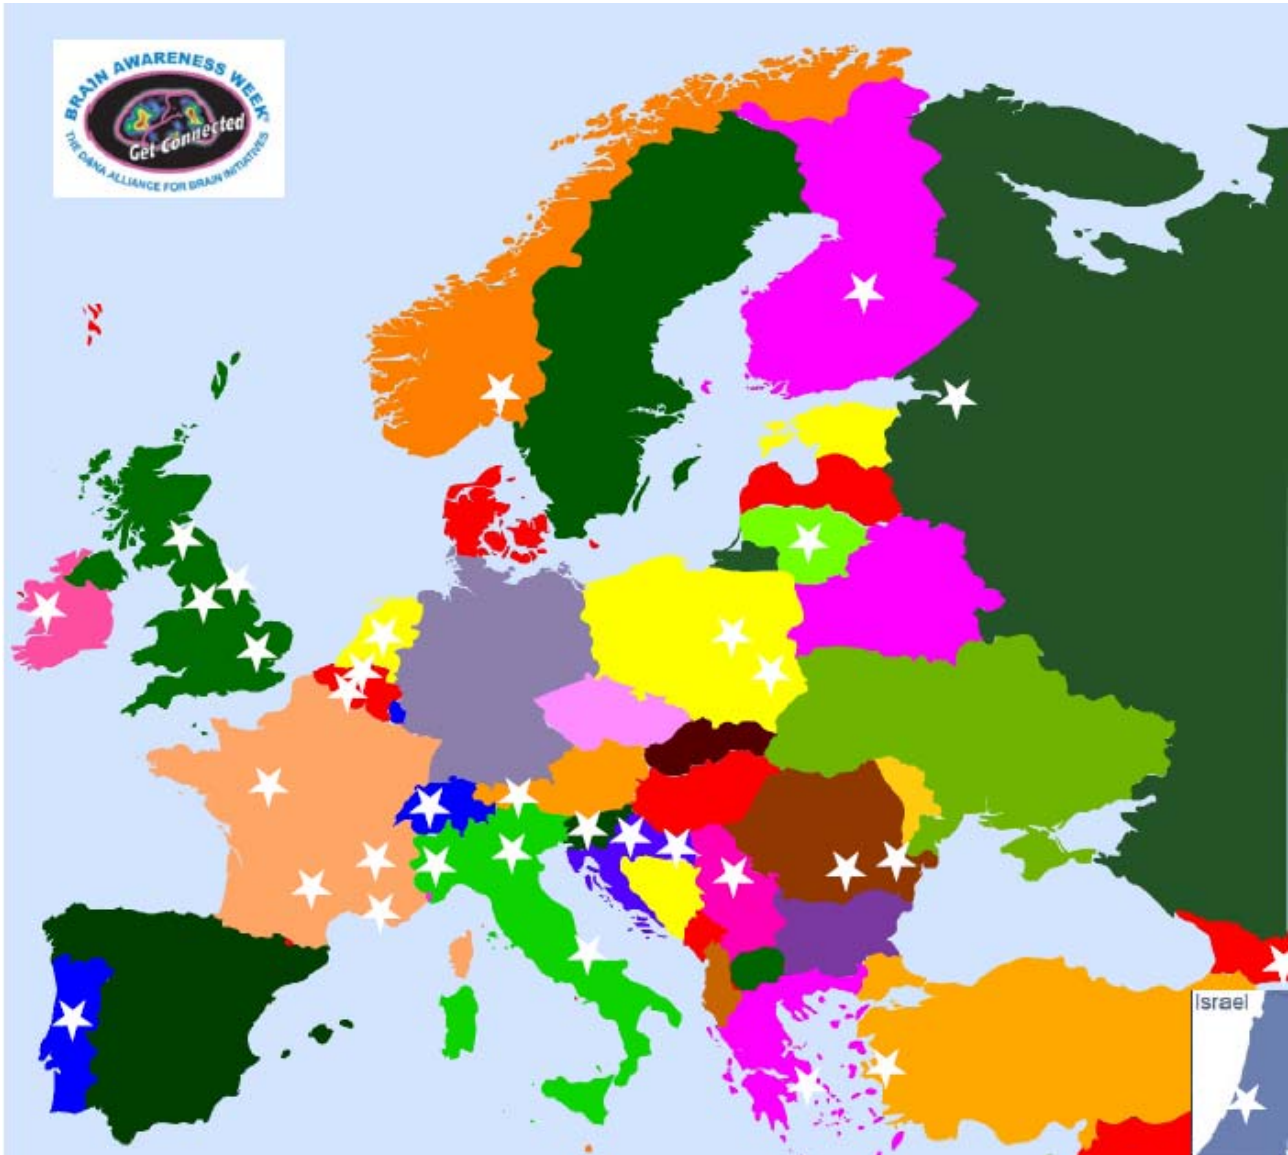 BRAIN AWARENESS WEEK®
Get Connected
THE DANA ALLIANCE FOR BRAIN INITIATIVES
Israel